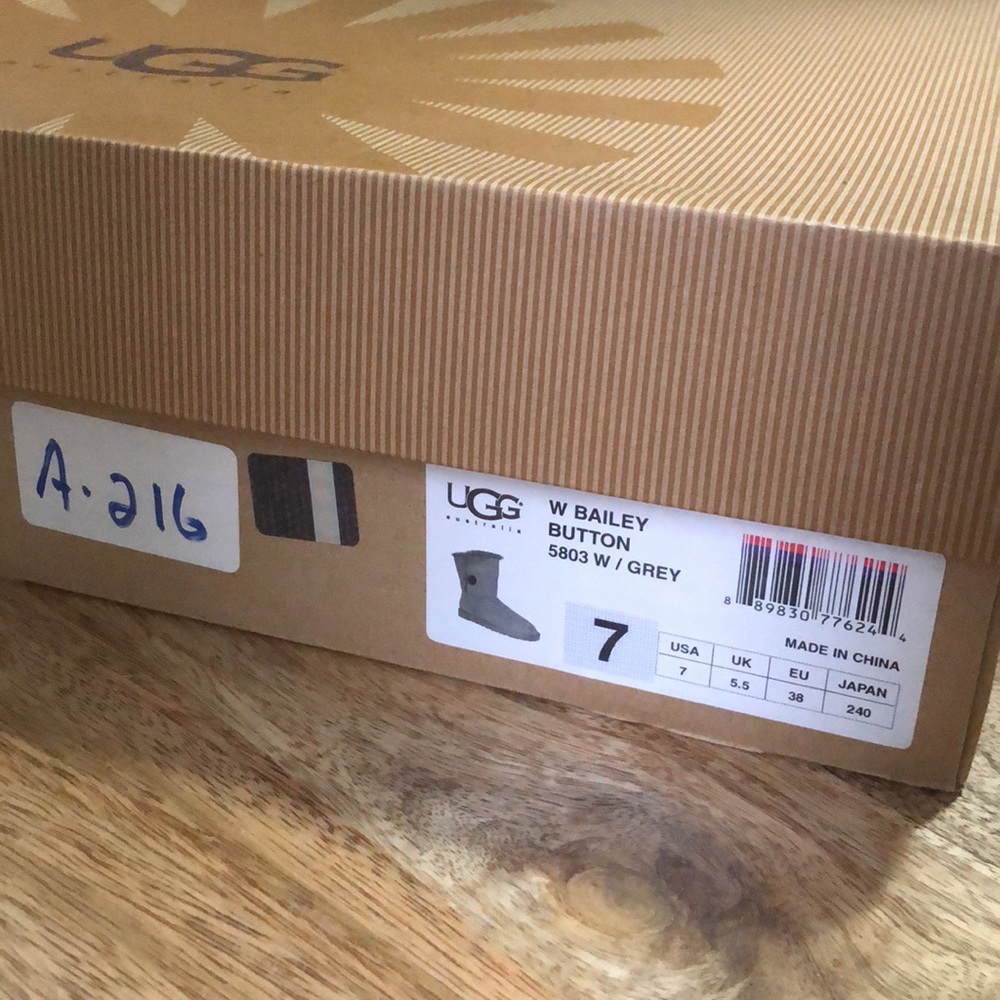 UGG
australia
A. 216
UGG
australia
W BAILEY
BUTTON
5803 W / GREY
8 89830 77624 4
7
MADE IN CHINA
USA UK EU JAPAN
7 5.5 38 240